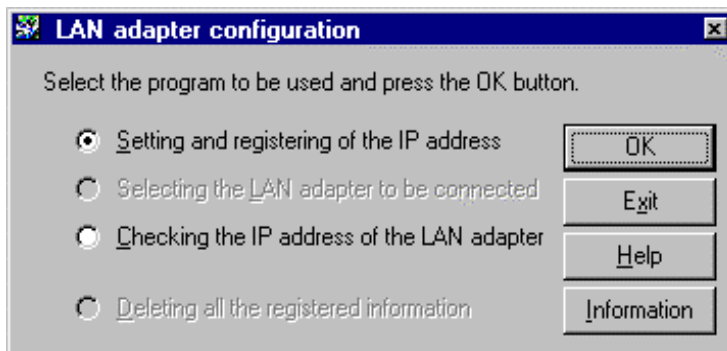 LAN adapter configuration
Select the program to be used and press the OK button.
Setting and registering of the IP address
OK
Selecting the LAN adapter to be connected
Exit
Checking the IP address of the LAN adapter
Help
Deleting all the registered information
Information